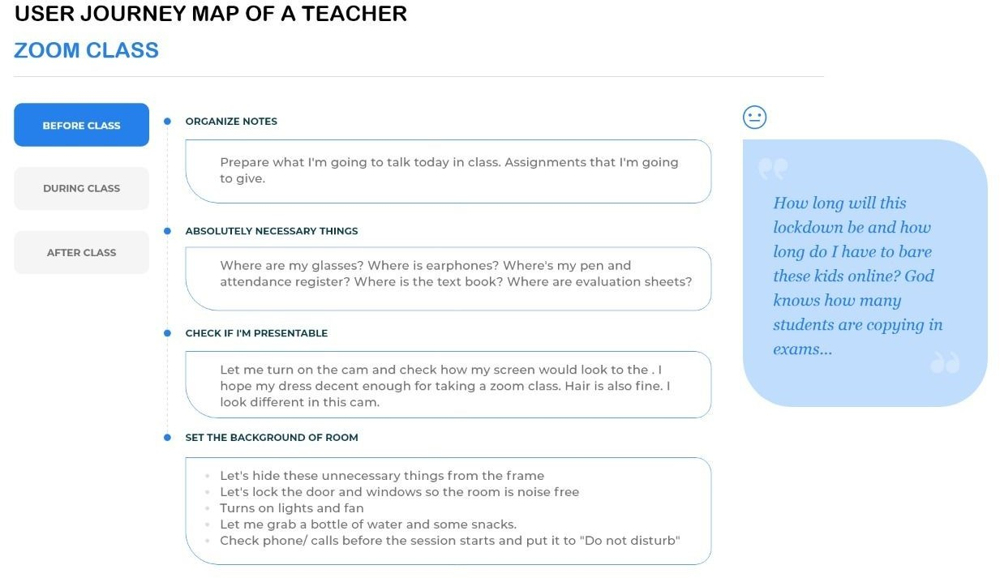 USER JOURNEY MAP OF A TEACHER
ZOOM CLASS
BEFORE CLASS
DURING CLASS
AFTER CLASS
ORGANIZE NOTES
Prepare what I'm going to talk today in class. Assignments that I'm going
to give.
ABSOLUTELY NECESSARY THINGS
Where are my glasses? Where is earphones? Where's my pen and
attendance register? Where is the text book? Where are evaluation sheets?
CHECK IF I'M PRESENTABLE
Let me turn on the cam and check how my screen would look to the . I
hope my dress decent enough for taking a zoom class. Hair is also fine. I
look different in this cam.
SET THE BACKGROUND OF ROOM
• Let's hide these unnecessary things from the frame
• Let's lock the door and windows so the room is noise free
• Turns on lights and fan
• Let me grab a bottle of water and some snacks.
• Check phone/ calls before the session starts and put it to "Do not disturb"
How long will this
lockdown be and how
long do I have to bare
these kids online? God
knows how many
students are copying in
exams...